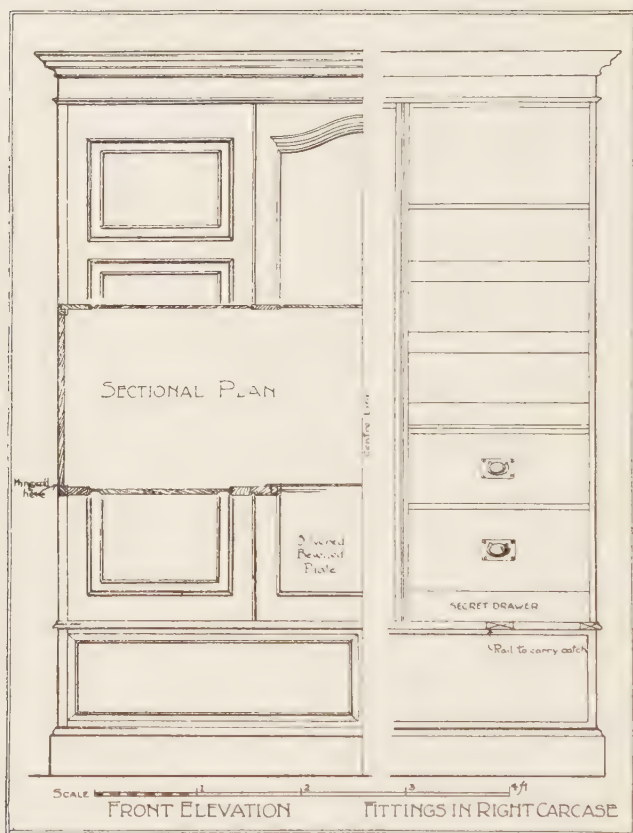 SECTIONAL PLAN
Centre Line
Hinged
here
Silvered
Bevelled
Plate
SECRET DRAWER
Rail to carry catch
SCALE 1 2 3 4 ft
FRONT ELEVATION FITTINGS IN RIGHT CARCASE